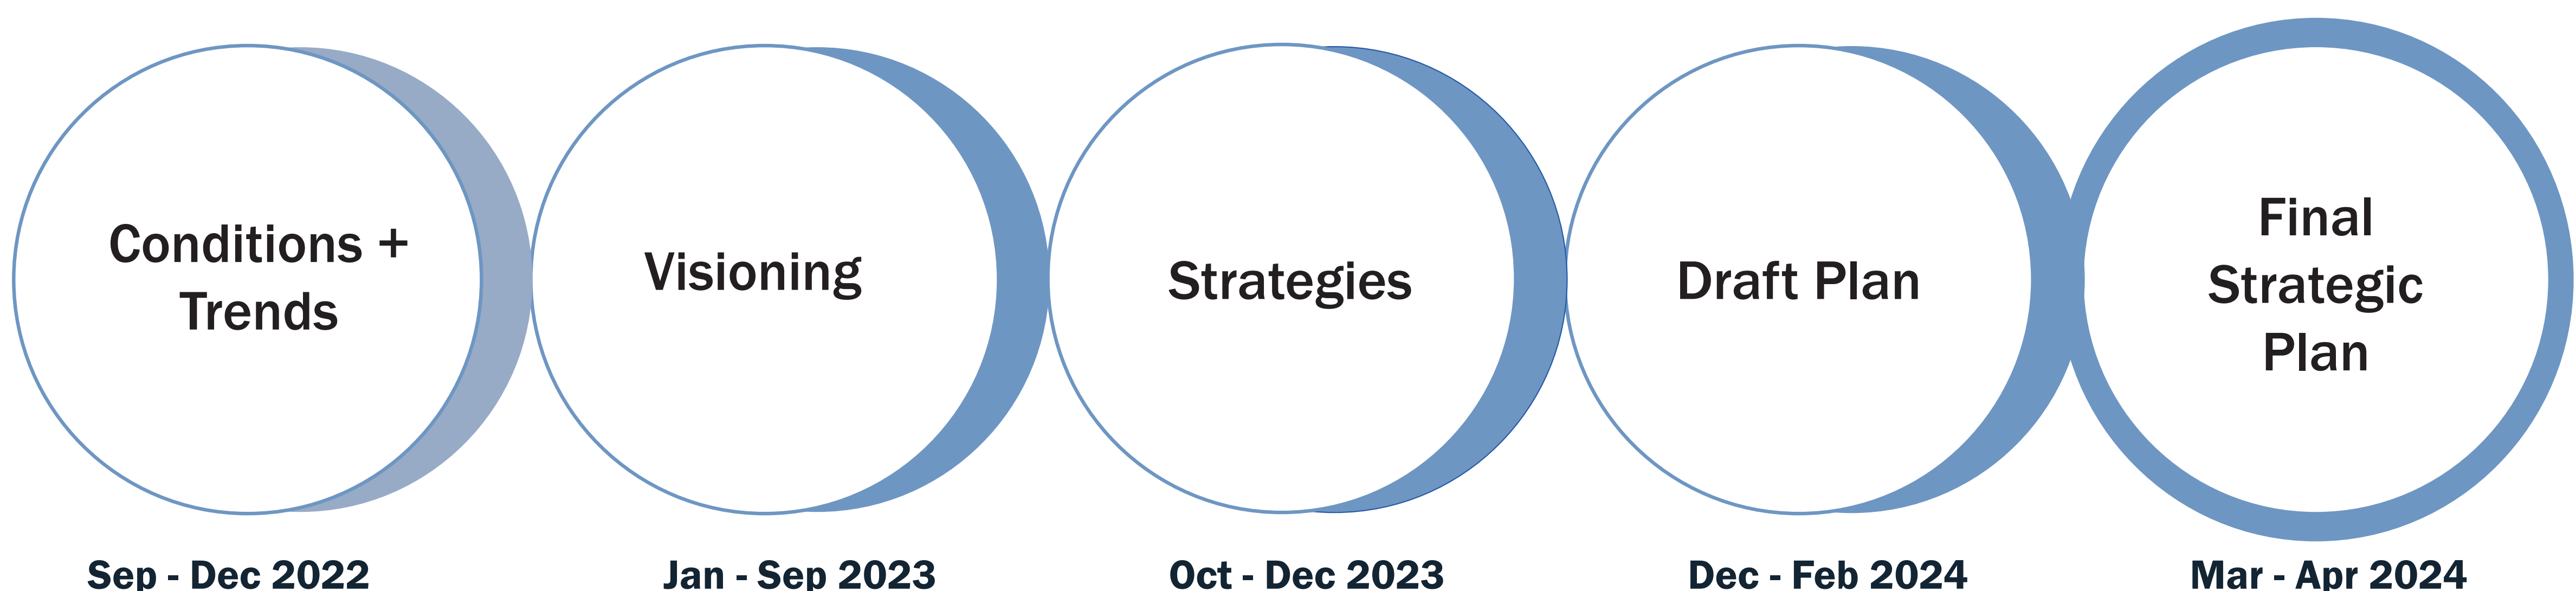 Conditions +
Trends
Visioning
Strategies
Draft Plan
Final
Strategic
Plan
Sep - Dec 2022
Jan - Sep 2023
Oct - Dec 2023
Dec - Feb 2024
Mar - Apr 2024